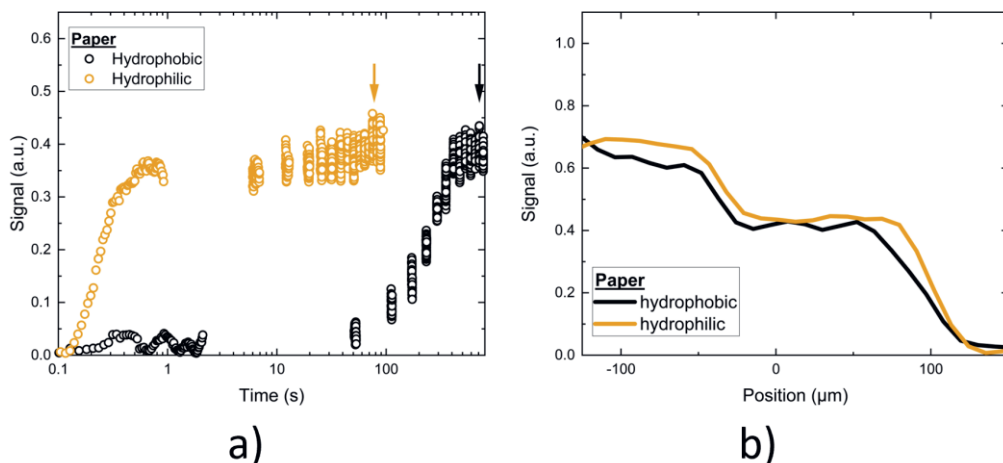 0.6
0.5
0.4
0.3
0.2
0.1
0.0
Signal (a.u.)
Paper
Hydrophobic
Hydrophilic
0.1
1
10
100
Time (s)
a)
1.0
0.8
0.6
0.4
0.2
0.0
Signal (a.u.)
Paper
hydrophobic
hydrophilic
-100
0
100
Position (µm)
b)